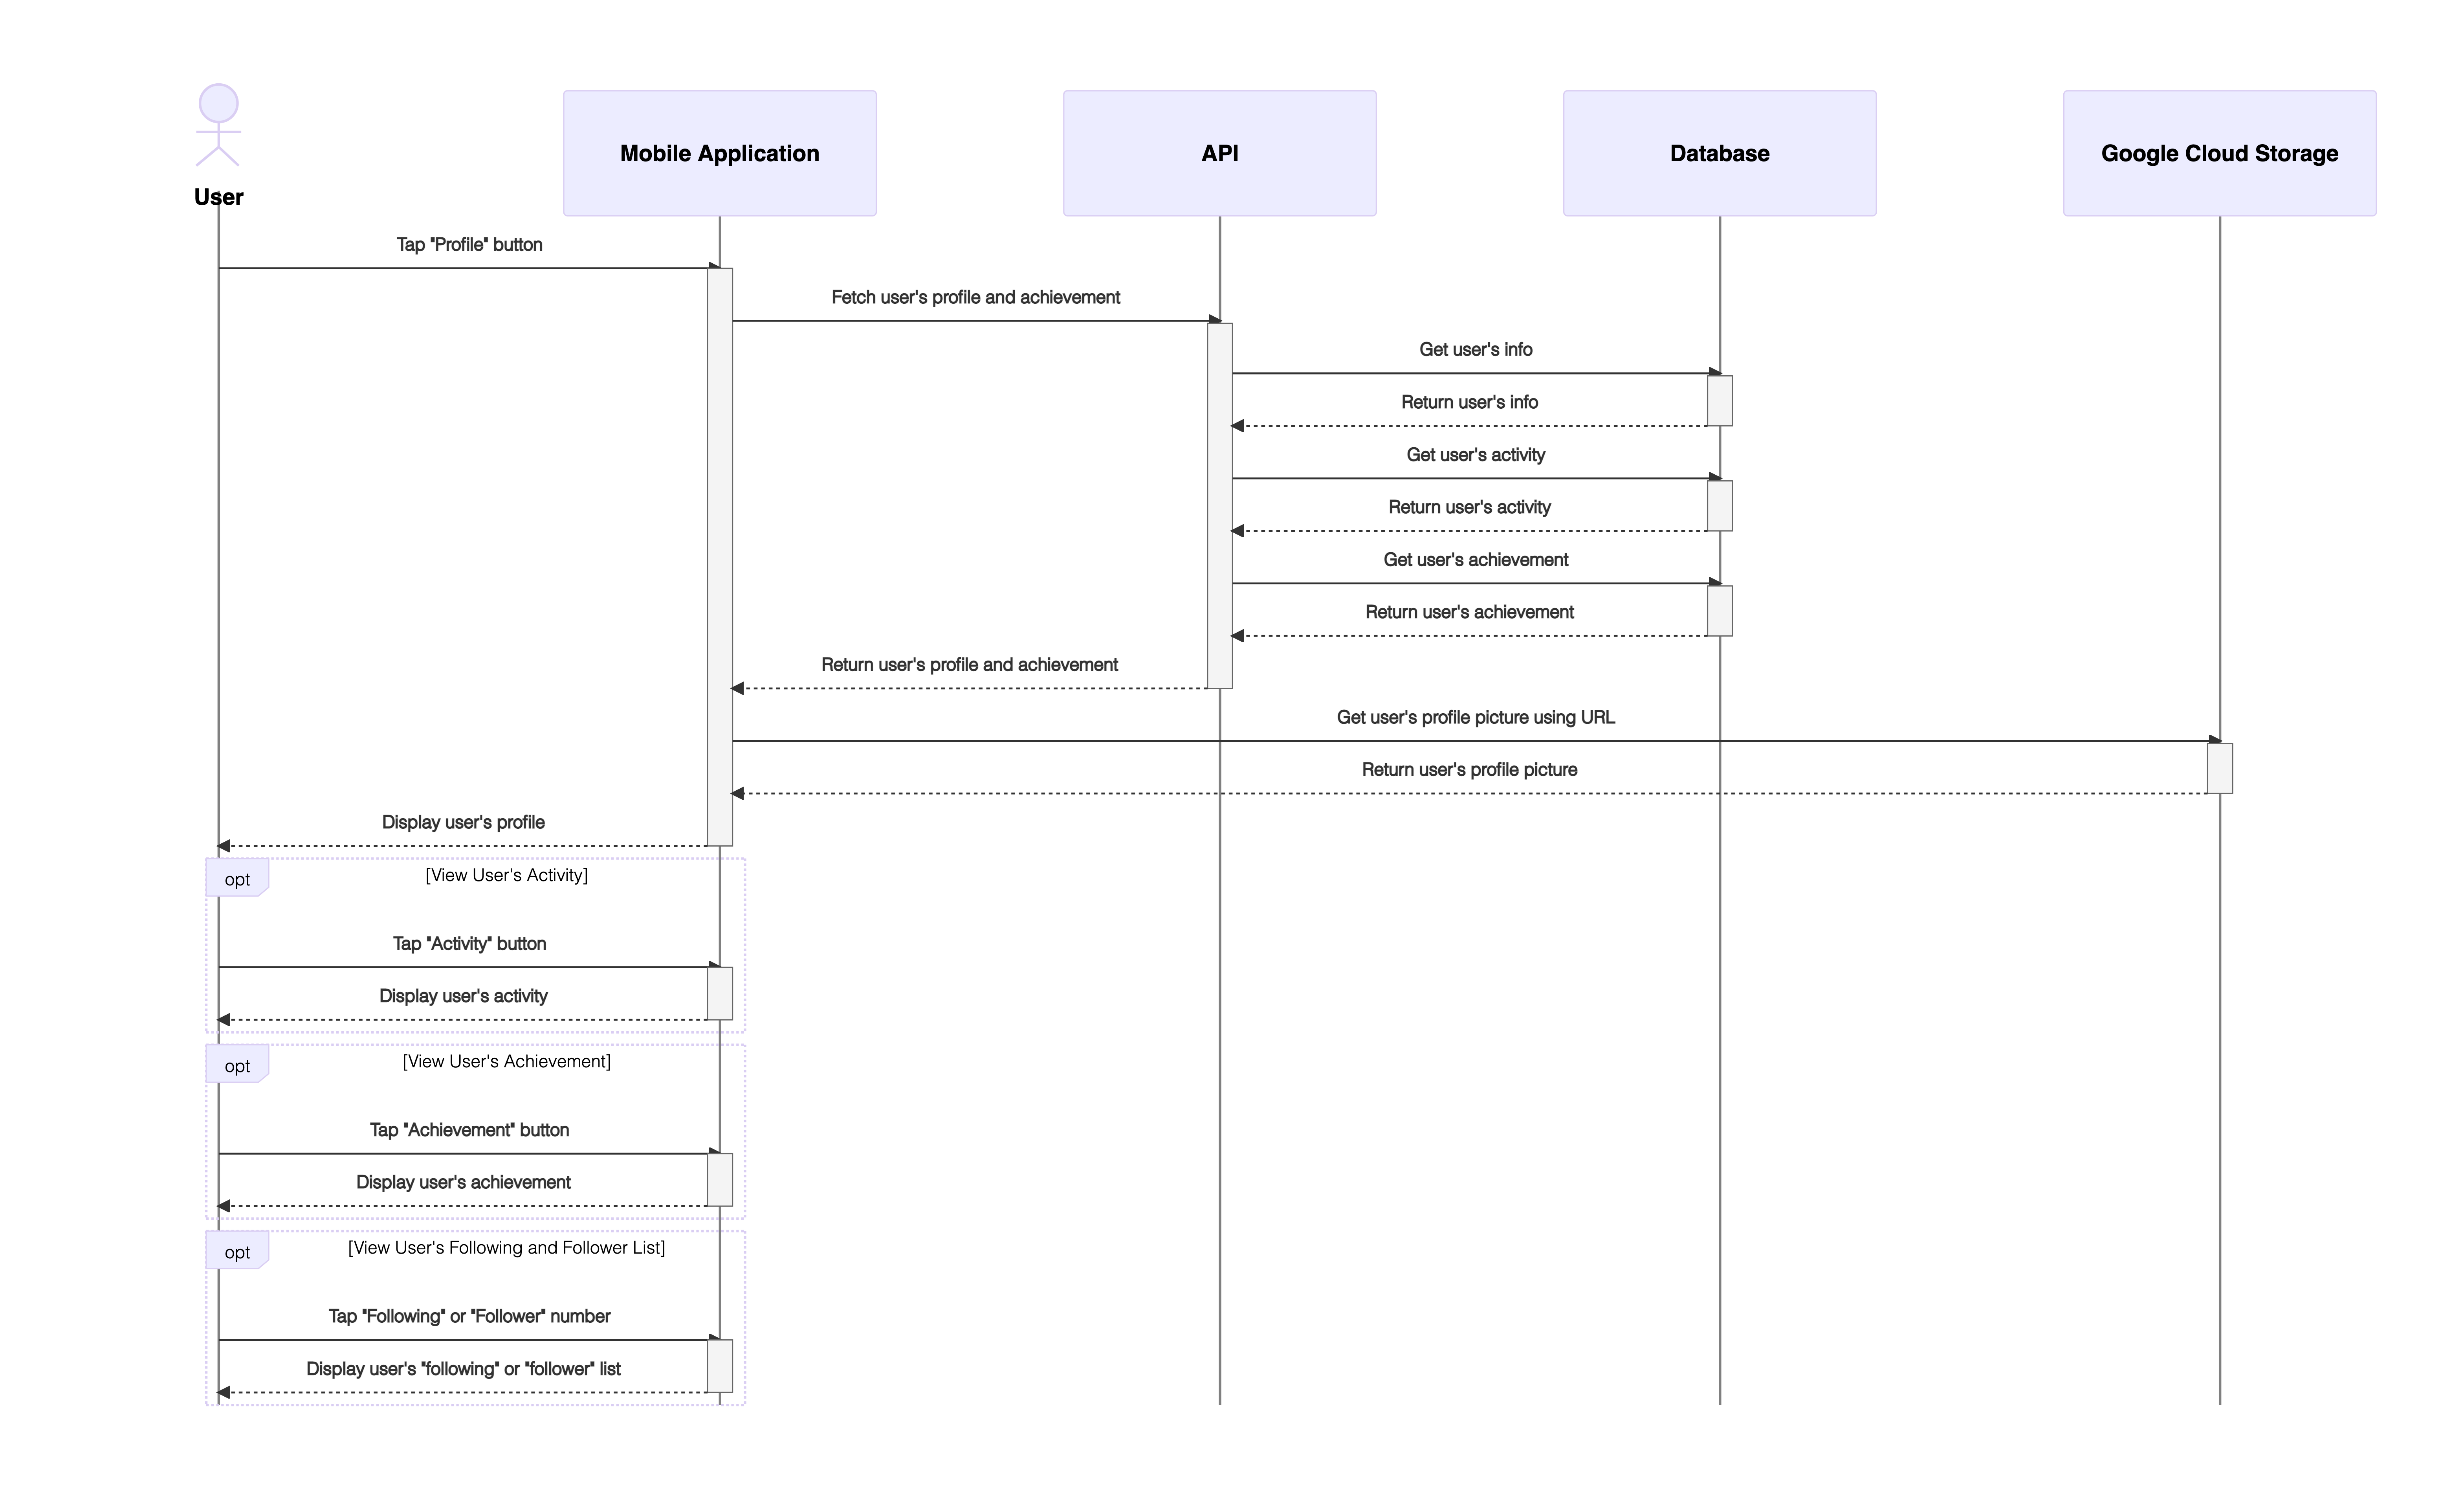 User
Mobile Application
API
Database
Google Cloud Storage
Tap "Profile" button
Fetch user's profile and achievement
Get user's info
Return user's info
Get user's activity
Return user's activity
Get user's achievement
Return user's achievement
Return user's profile and achievement
Get user's profile picture using URL
Return user's profile picture
Display user's profile
opt
[View User's Activity]
Tap "Activity" button
Display user's activity
opt
[View User's Achievement]
Tap "Achievement" button
Display user's achievement
opt
[View User's Following and Follower List]
Tap "Following" or "Follower" number
Display user's "following" or "follower" list